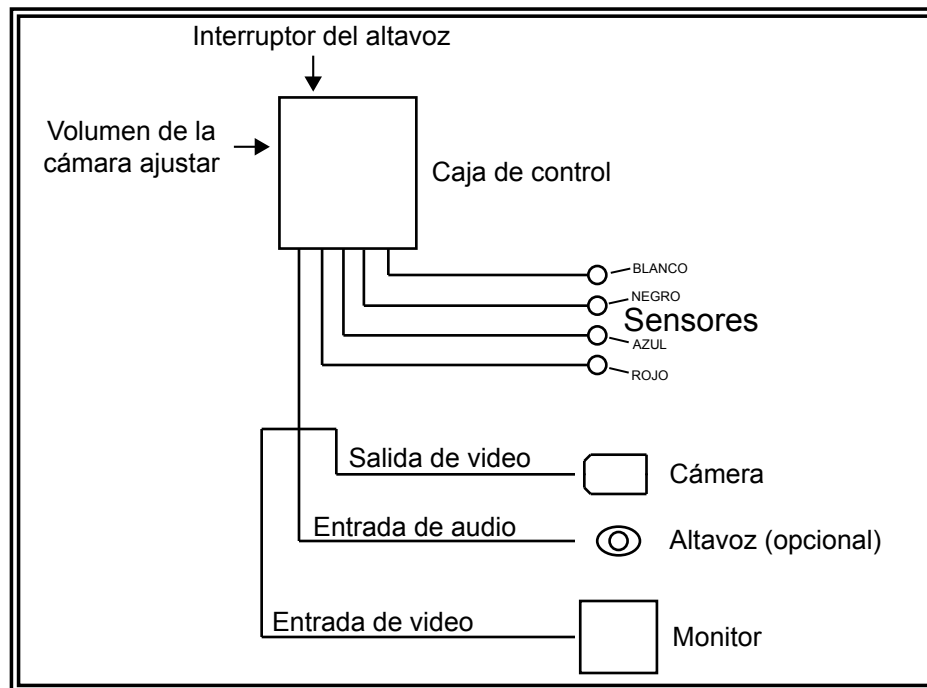 Interruptor del altavoz
Volumen de la
cámara ajustar
Caja de control
BLANCO
NEGRO
Sensores
AZUL
ROJO
Salida de video
Cámera
Entrada de audio
Altavoz (opcional)
Entrada de video
Monitor